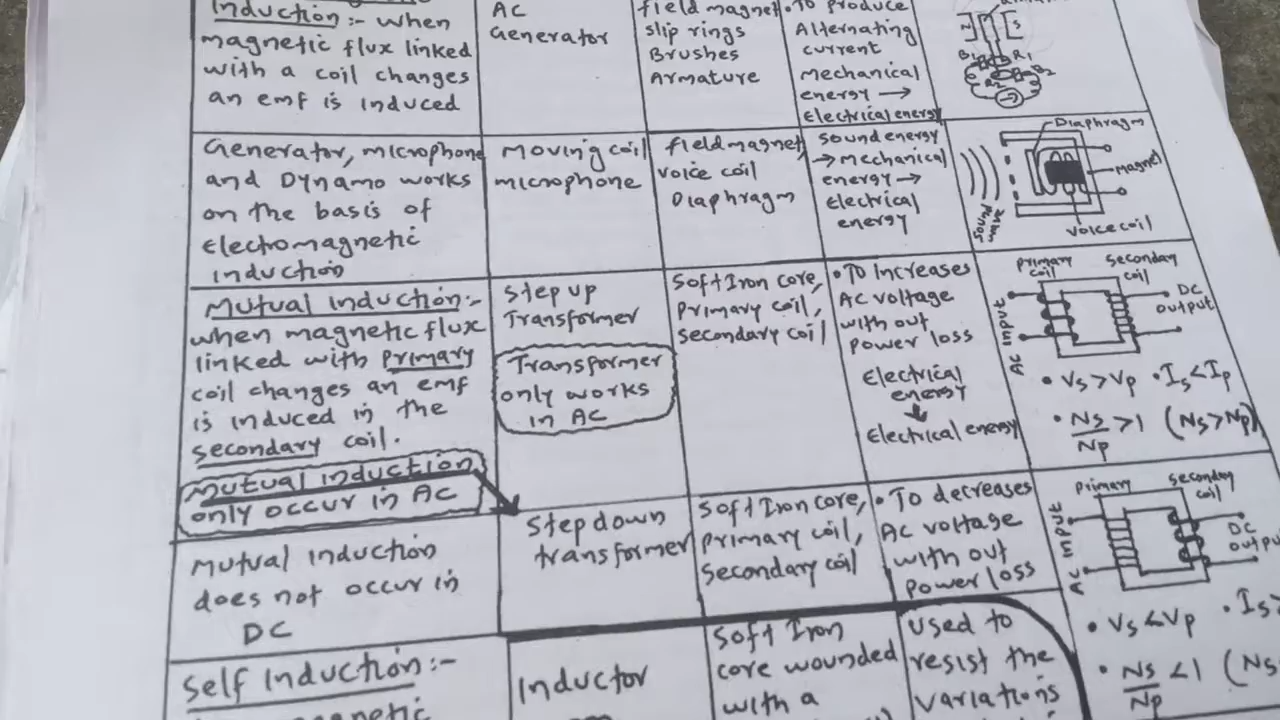 Induction :- when
magnetic flux linked
with a coil changes
an emf is induced
AC
Generator
field magnet
slip rings
Brushes
Armature
• To produce
Alternating
current
Mechanical
energy →
Electrical energy
N
S
B1
R1
R2
B2
Generator, microphone
and Dynamo works
on the basis of
Electromagnetic
induction
Moving coil
microphone
field magnet,
voice coil
Diaphragm
Sound energy
→ Mechanical
energy →
Electrical
energy
Diaphragm
Magnet
voice coil
Sound
wave
Mutual induction :-
when magnetic flux
linked with primary
coil changes an emf
is induced in the
secondary coil.
Mutual induction
only occur in AC
Step up
Transformer
Transformer
only works
in AC
Soft Iron core,
primary coil,
secondary coil
• To Increases
AC voltage
with out
power loss
Electrical
energy
↓
Electrical energy
primary
coil
secondary
coil
AC input
DC
output
• Vs > Vp • Is < Ip
• Ns/Np > 1 (Ns > Np)
Mutual induction
does not occur in
DC
Step down
transformer
Soft Iron core,
primary coil,
secondary coil
• To decreases
AC voltage
with out
Power loss
Primary
secondary
coil
AC input
DC
output
• Vs < Vp • Is >
• Ns/Np < 1 (Ns
Self Induction :-
Inductor
Soft Iron
core wounded
with a
used to
resist the
variations